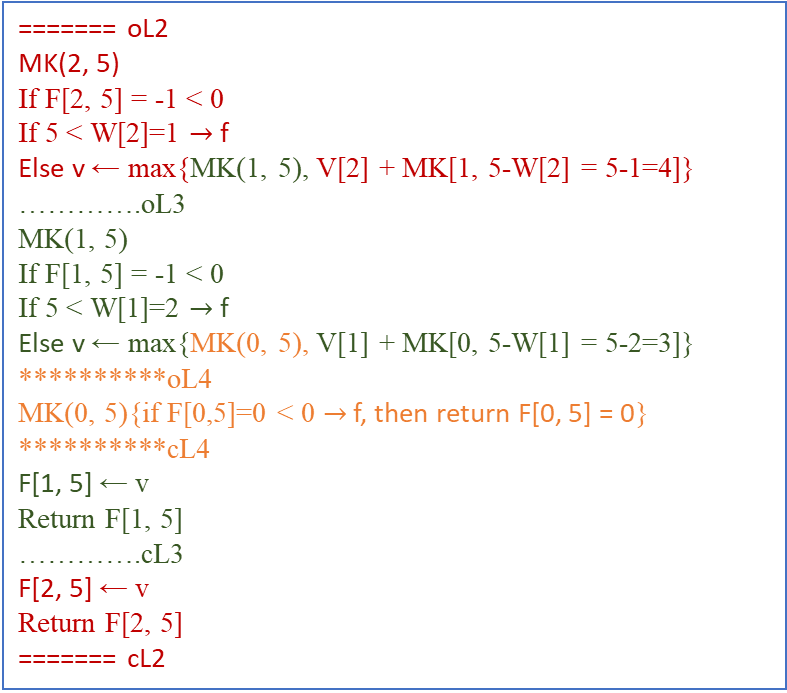 ======= oL2
MK(2, 5)
If F[2, 5] = -1 < 0
If 5 < W[2]=1 → f
Else v ← max{MK(1, 5), V[2] + MK[1, 5-W[2] = 5-1=4]}
………….oL3
MK(1, 5)
If F[1, 5] = -1 < 0
If 5 < W[1]=2 → f
Else v ← max{MK(0, 5), V[1] + MK[0, 5-W[1] = 5-2=3]}
**********oL4
MK(0, 5){if F[0,5]=0 < 0 → f, then return F[0, 5] = 0}
**********cL4
F[1, 5] ← v
Return F[1, 5]
………….cL3
F[2, 5] ← v
Return F[2, 5]
======= cL2